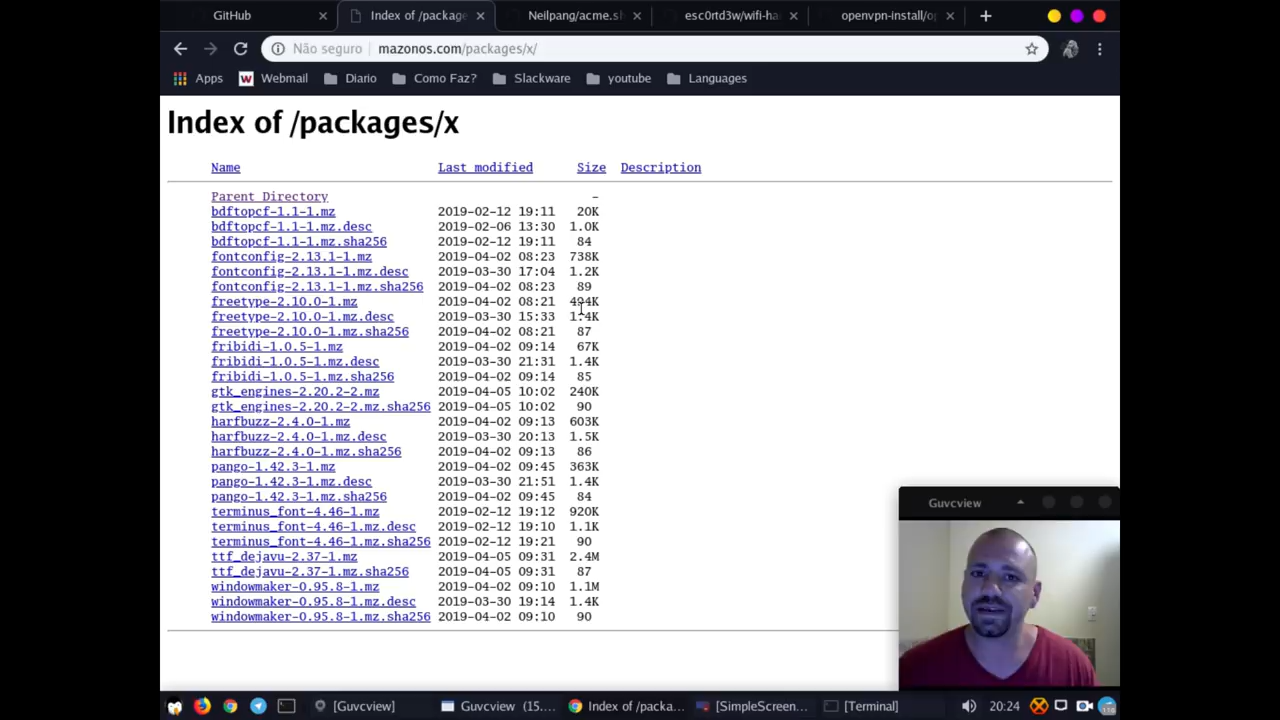 GitHub
Index of /package
Neilpang/acme.sh
esc0rtd3w/wifi-ha
openvpn-install/o
Não seguro mazonos.com/packages/x/
Apps Webmail Diario Como Faz? Slackware youtube Languages
Index of /packages/x
Name Last modified Size Description
Parent Directory -
bdftopcf-1.1-1.mz 2019-02-12 19:11 20K
bdftopcf-1.1-1.mz.desc 2019-02-06 13:30 1.0K
bdftopcf-1.1-1.mz.sha256 2019-02-12 19:11 84
fontconfig-2.13.1-1.mz 2019-04-02 08:23 738K
fontconfig-2.13.1-1.mz.desc 2019-03-30 17:04 1.2K
fontconfig-2.13.1-1.mz.sha256 2019-04-02 08:23 89
freetype-2.10.0-1.mz 2019-04-02 08:21 494K
freetype-2.10.0-1.mz.desc 2019-03-30 15:33 1.4K
freetype-2.10.0-1.mz.sha256 2019-04-02 08:21 87
fribidi-1.0.5-1.mz 2019-04-02 09:14 67K
fribidi-1.0.5-1.mz.desc 2019-03-30 21:31 1.4K
fribidi-1.0.5-1.mz.sha256 2019-04-02 09:14 85
gtk_engines-2.20.2-2.mz 2019-04-05 10:02 240K
gtk_engines-2.20.2-2.mz.sha256 2019-04-05 10:02 90
harfbuzz-2.4.0-1.mz 2019-04-02 09:13 603K
harfbuzz-2.4.0-1.mz.desc 2019-03-30 20:13 1.5K
harfbuzz-2.4.0-1.mz.sha256 2019-04-02 09:13 86
pango-1.42.3-1.mz 2019-04-02 09:45 363K
pango-1.42.3-1.mz.desc 2019-03-30 21:51 1.4K
pango-1.42.3-1.mz.sha256 2019-04-02 09:45 84
terminus_font-4.46-1.mz 2019-02-12 19:12 920K
terminus_font-4.46-1.mz.desc 2019-02-12 19:10 1.1K
terminus_font-4.46-1.mz.sha256 2019-02-12 19:21 90
ttf_dejavu-2.37-1.mz 2019-04-05 09:31 2.4M
ttf_dejavu-2.37-1.mz.sha256 2019-04-05 09:31 87
windowmaker-0.95.8-1.mz 2019-04-02 09:10 1.1M
windowmaker-0.95.8-1.mz.desc 2019-03-30 19:14 1.4K
windowmaker-0.95.8-1.mz.sha256 2019-04-02 09:10 90
Guvcview
[Guvcview] Guvcview (15.... Index of /packa... [SimpleScreen... [Terminal] 20:24